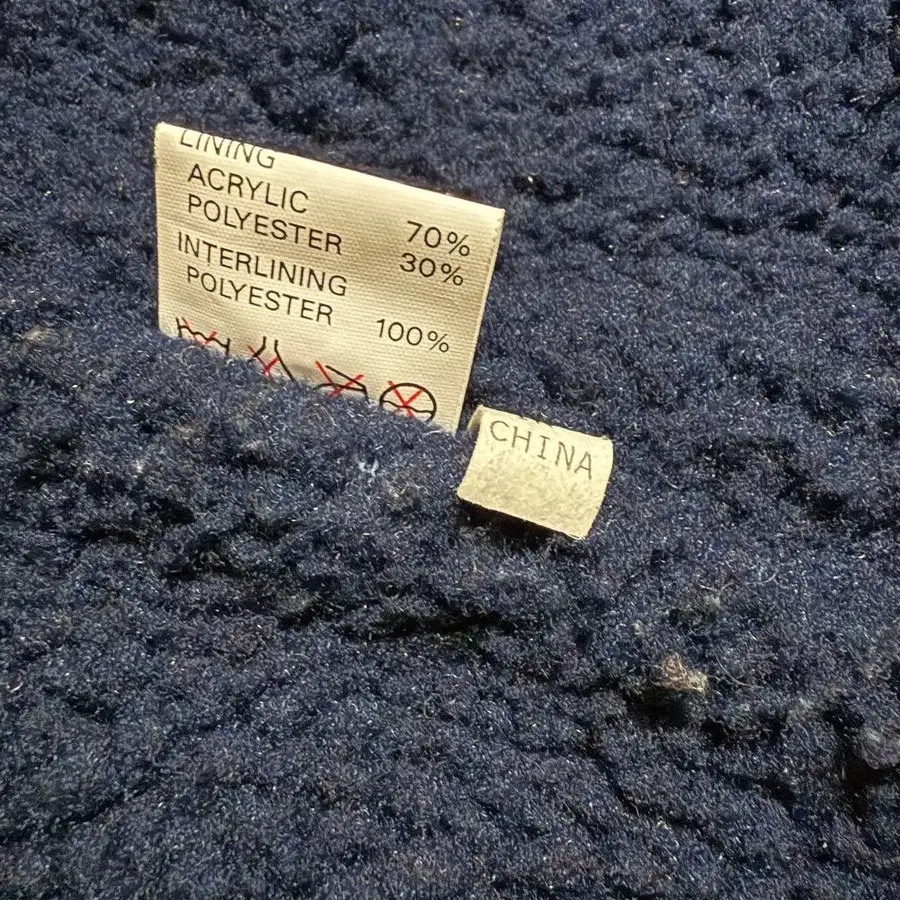 LINING
ACRYLIC 70%
POLYESTER 30%
INTERLINING
POLYESTER 100%
CHINA